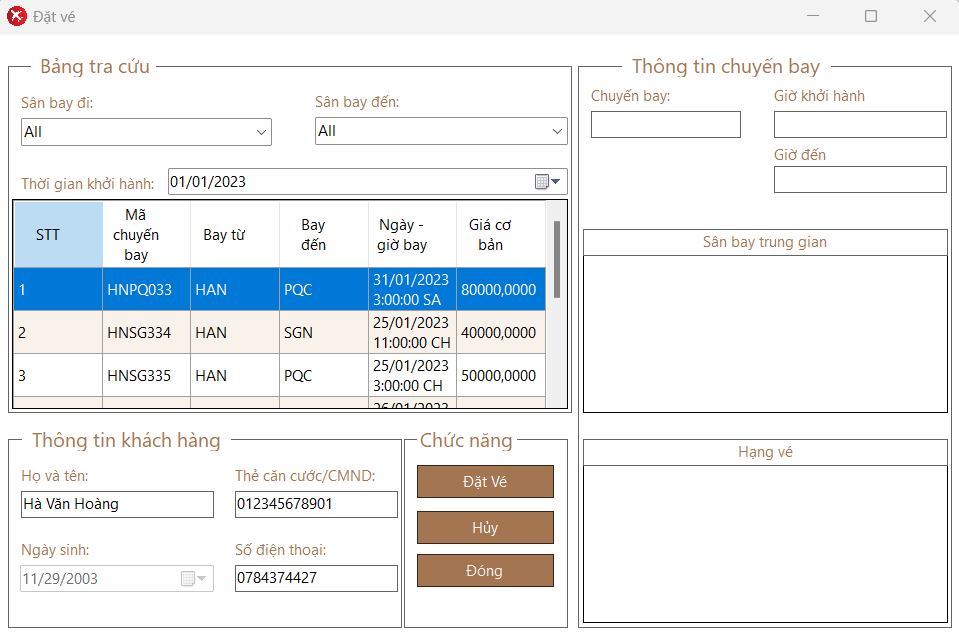 Đặt vé
Bảng tra cứu
Sân bay đi:
Sân bay đến:
All
All
Thời gian khởi hành:
01/01/2023
STT
Mã
chuyến
bay
Bay từ
Bay
đến
Ngày -
giờ bay
Giá cơ
bản
1
HNPQ033
HAN
PQC
31/01/2023
3:00:00 SA
80000,0000
2
HNSG334
HAN
SGN
25/01/2023
11:00:00 CH
40000,0000
3
HNSG335
HAN
PQC
25/01/2023
3:00:00 CH
50000,0000
26/01/2023
Thông tin khách hàng
Họ và tên:
Thẻ căn cước/CMND:
Hà Văn Hoàng
012345678901
Ngày sinh:
Số điện thoại:
11/29/2003
0784374427
Chức năng
Đặt Vé
Hủy
Đóng
Thông tin chuyến bay
Chuyến bay:
Giờ khởi hành
Giờ đến
Sân bay trung gian
Hạng vé